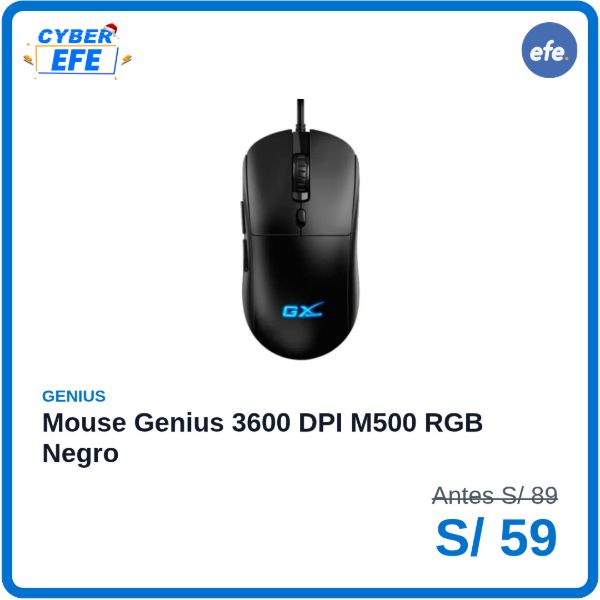 CYBER
EFE
efe.
GX
GENIUS
Mouse Genius 3600 DPI M500 RGB
Negro
Antes S/ 89
S/ 59